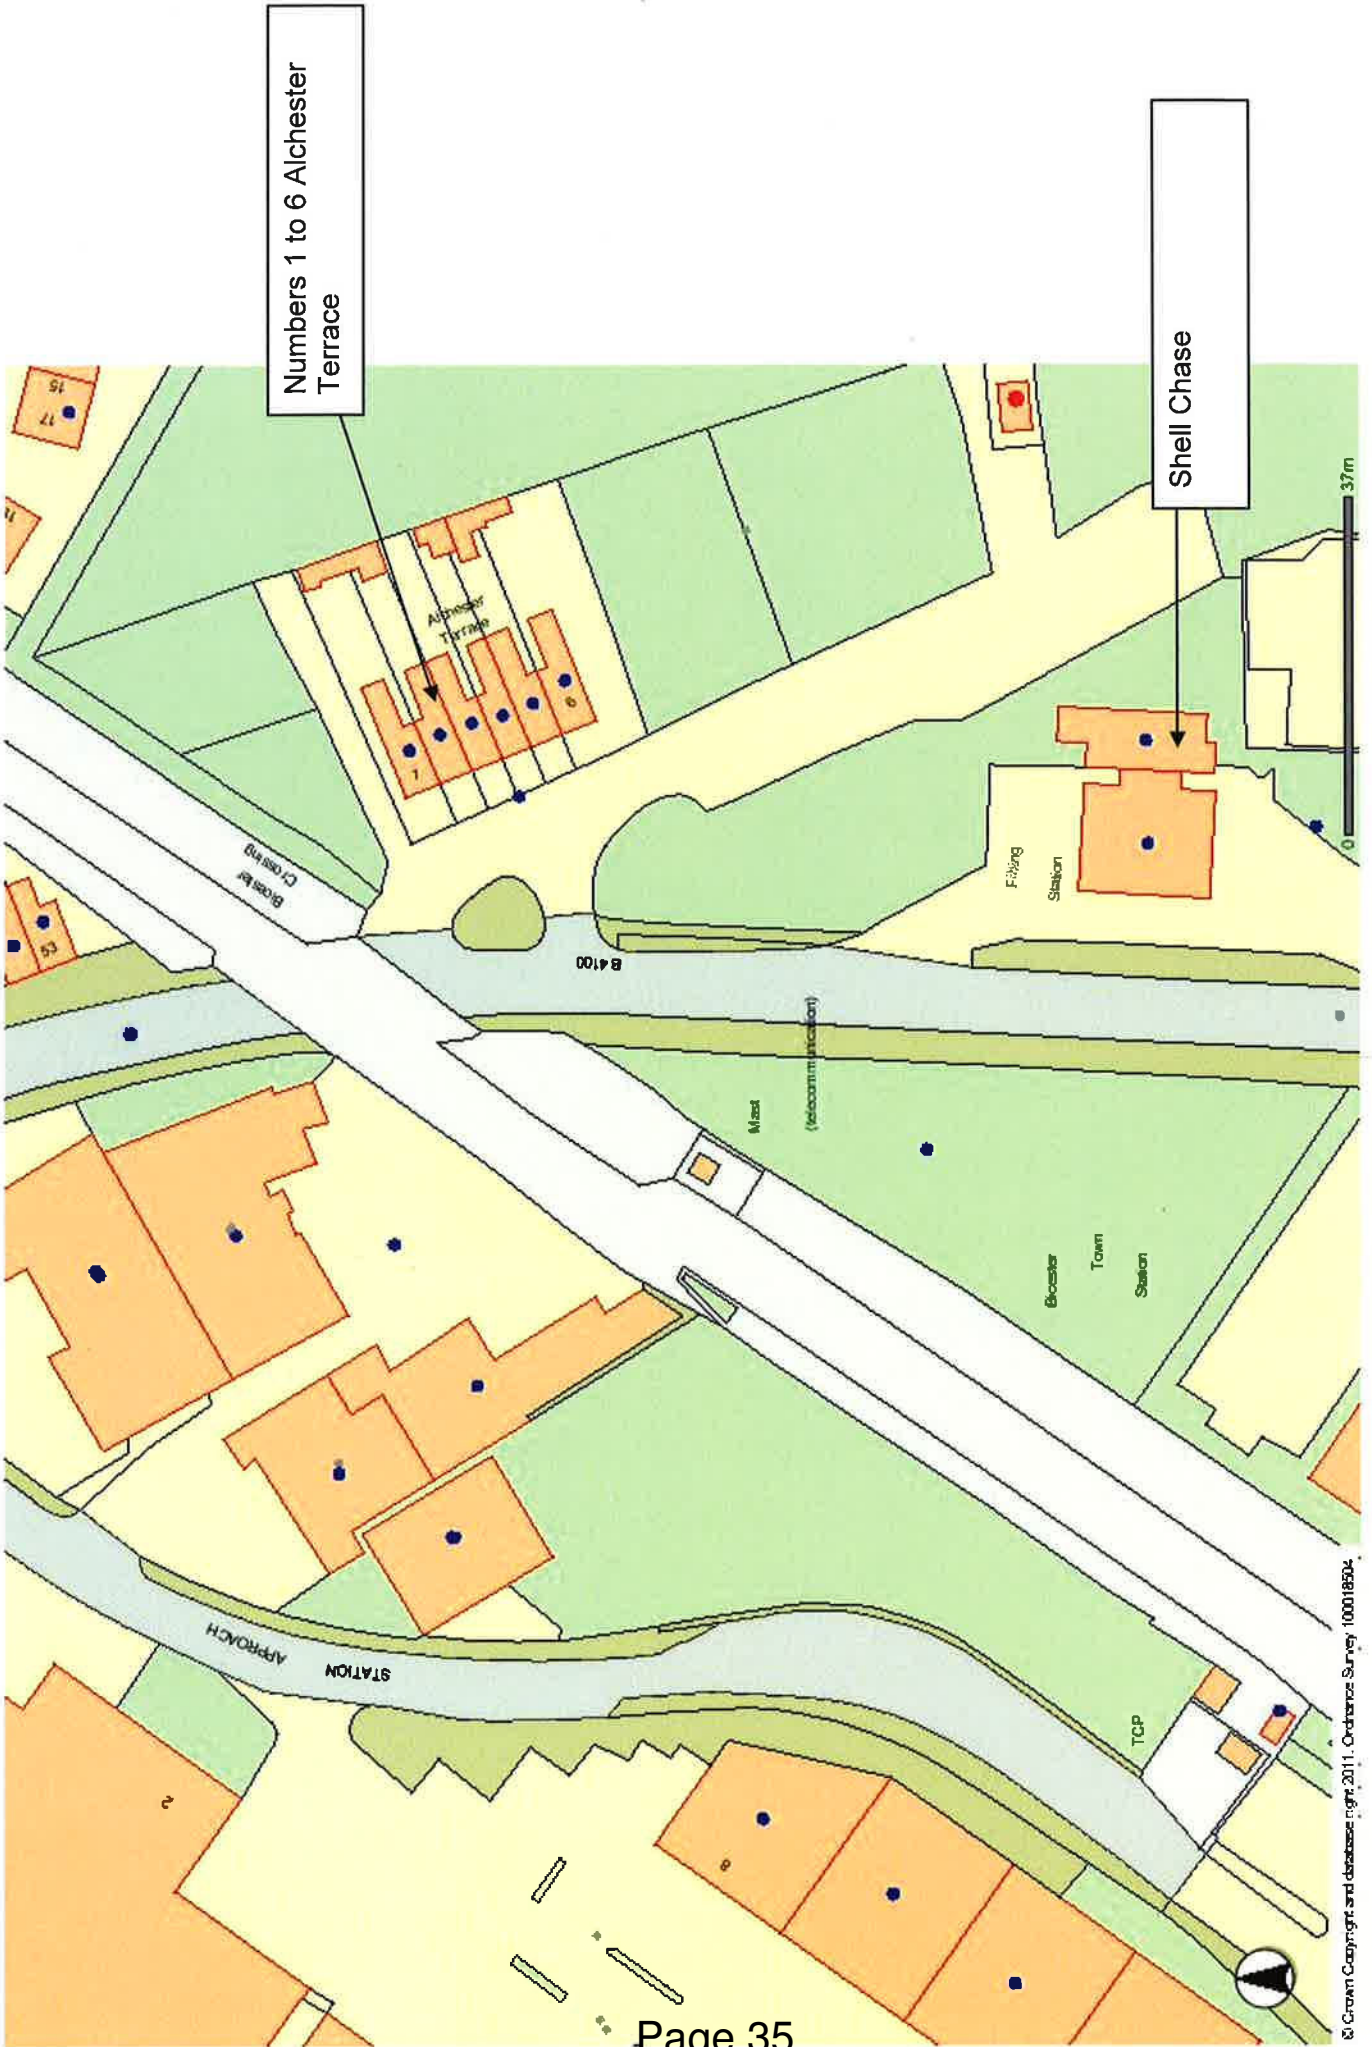 Numbers 1 to 6 Alchester
Terrace
Shell Chase
15
17
11
Alchester
Terrace
1
6
Bicester
Crossing
53
B 4100
Filling
Station
37m
0
Mast
(telecommunication)
Bicester
Town
Station
STATION
APPROACH
TCP
2
8
© Crown Copyright and database right 2011. Ordnance Survey 100018504.
Page 35